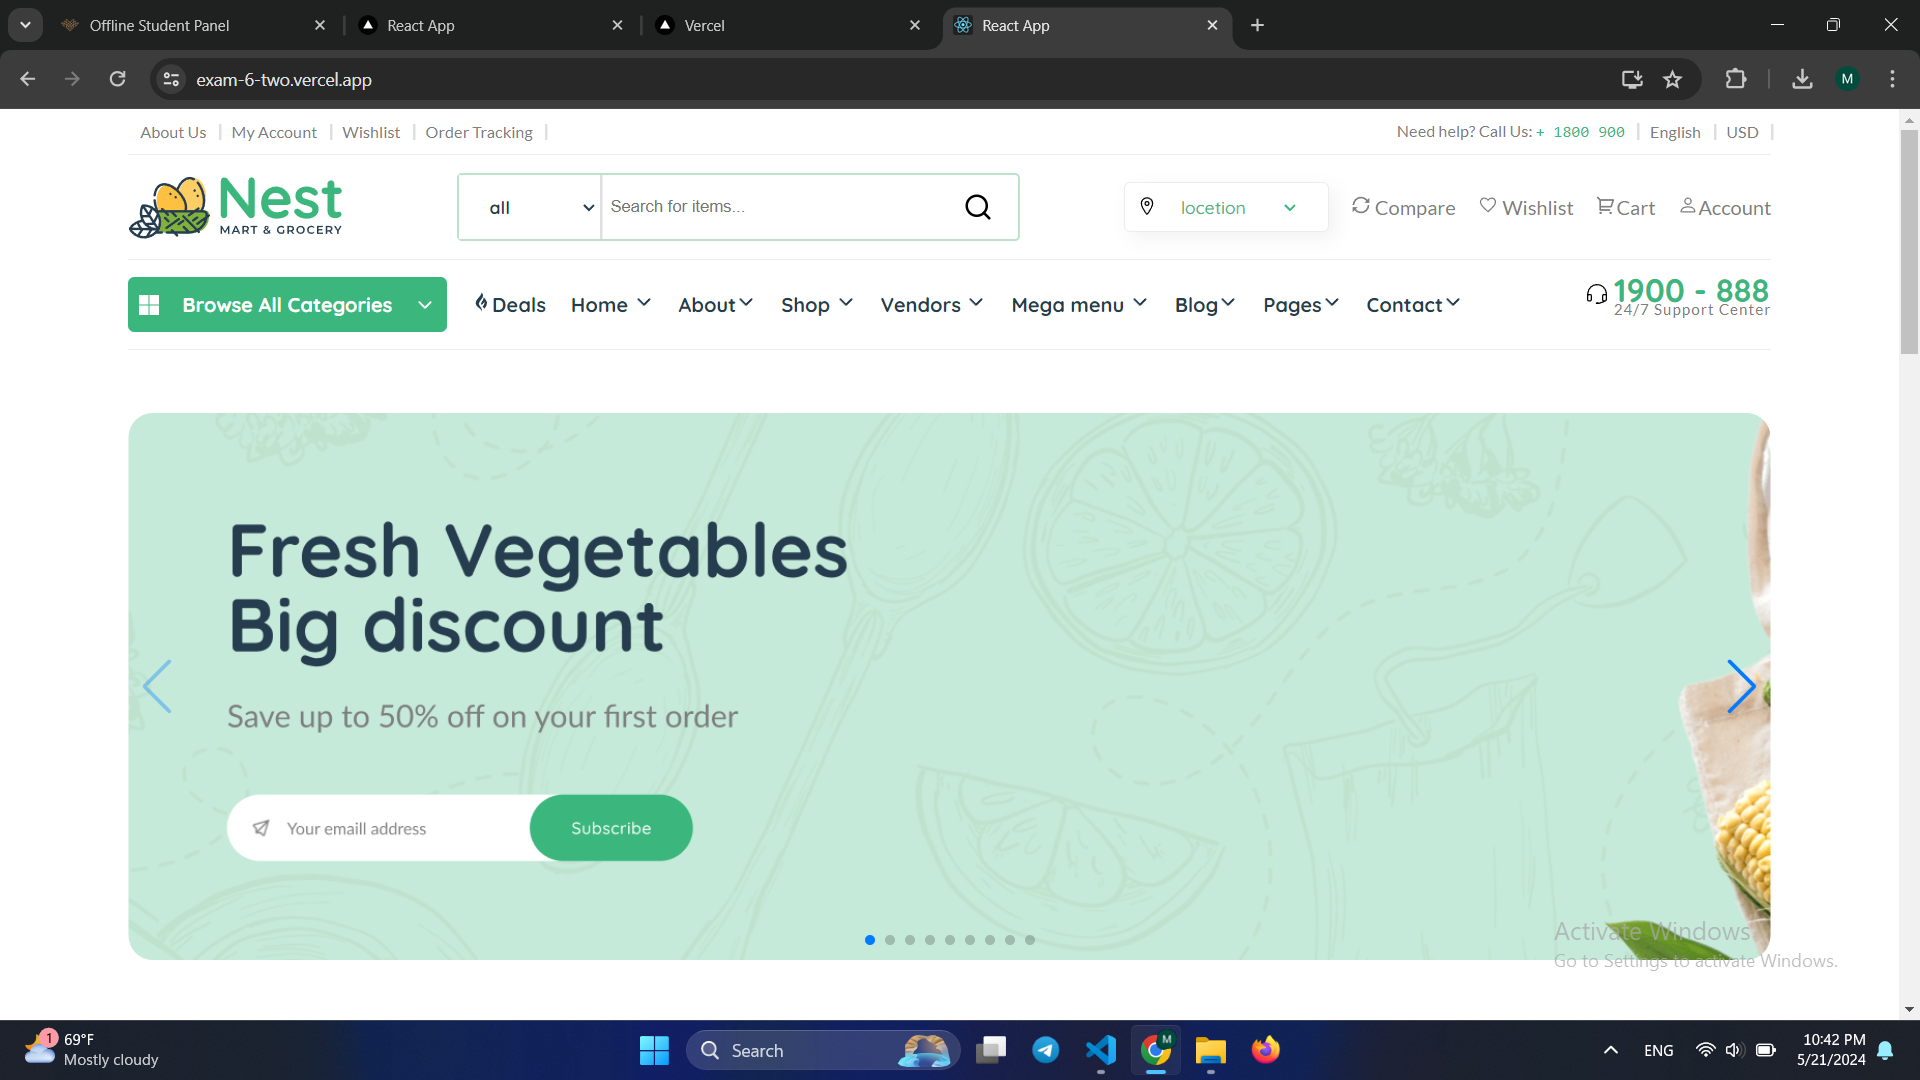 Offline Student Panel
React App
Vercel
React App
exam-6-two.vercel.app
M
About Us | My Account | Wishlist | Order Tracking |
Need help? Call Us: + 1800 900 | English | USD |
Nest
MART & GROCERY
all
Search for items...
locetion
Compare
Wishlist
Cart
Account
Browse All Categories
Deals
Home
About
Shop
Vendors
Mega menu
Blog
Pages
Contact
1900 - 888
24/7 Support Center
Fresh Vegetables
Big discount
Save up to 50% off on your first order
Your emaill address
Subscribe
Activate Windows
Go to Settings to activate Windows.
1
69°F
Mostly cloudy
Search
M
ENG
10:42 PM
5/21/2024